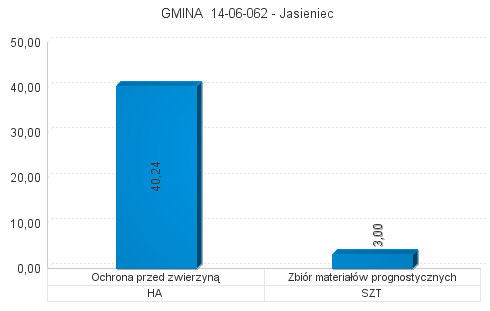 GMINA 14-06-062 - Jasieniec
50,00
40,00
30,00
20,00
10,00
0,00
40,24
3,00
Ochrona przed zwierzyną
Zbiór materiałów prognostycznych
HA
SZT